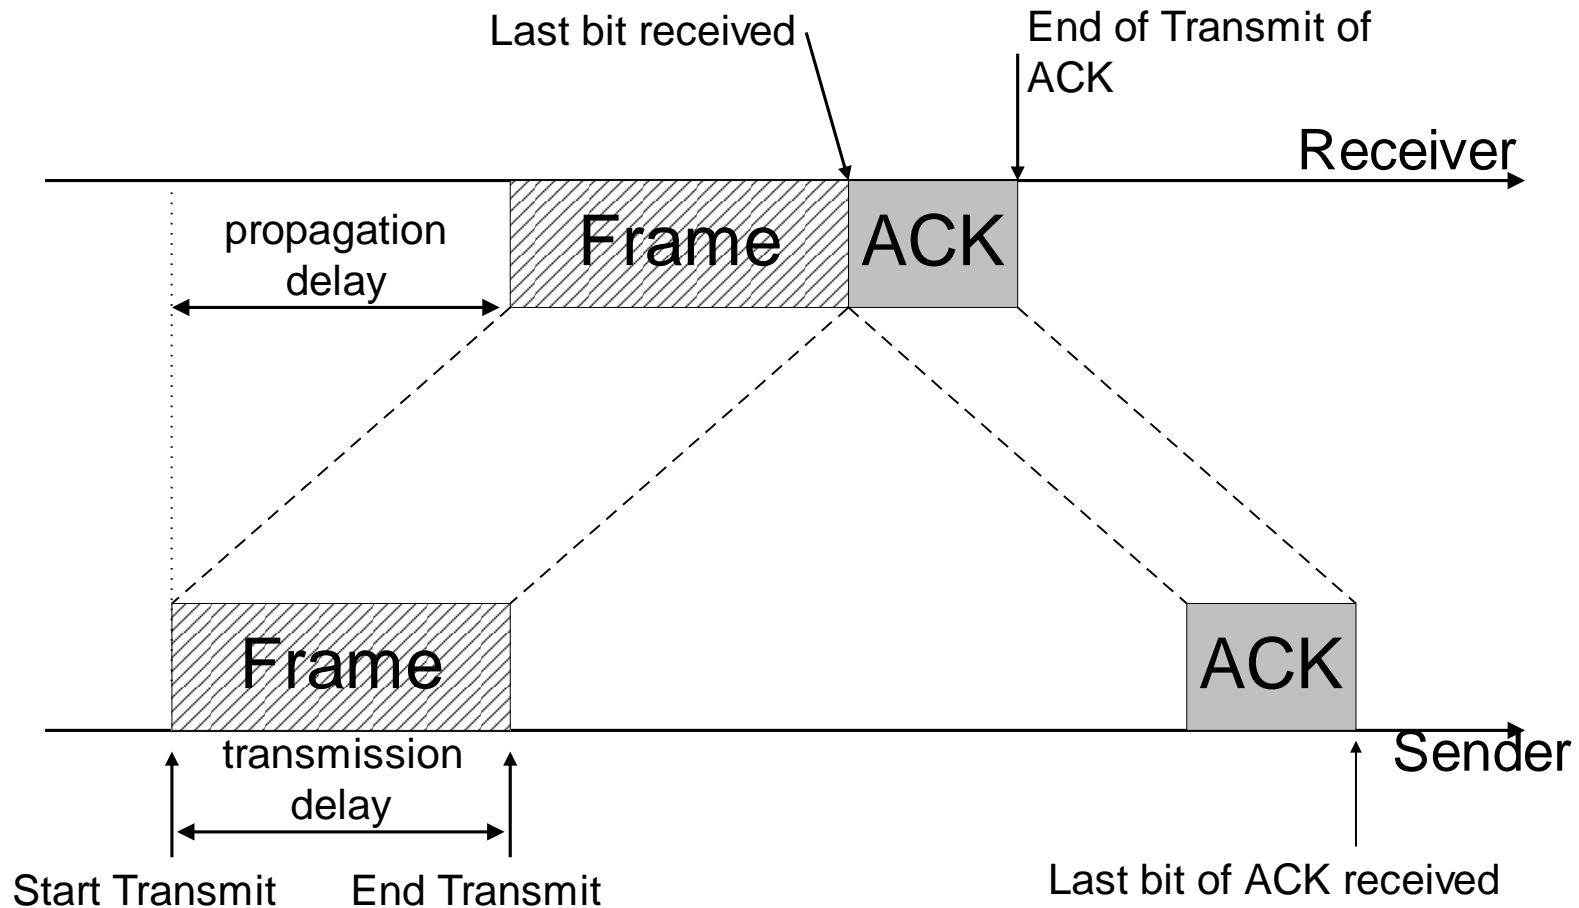 Last bit received
End of Transmit of
ACK
Receiver
propagation
delay
Frame
ACK
Frame
ACK
transmission
delay
Sender
Start Transmit
End Transmit
Last bit of ACK received